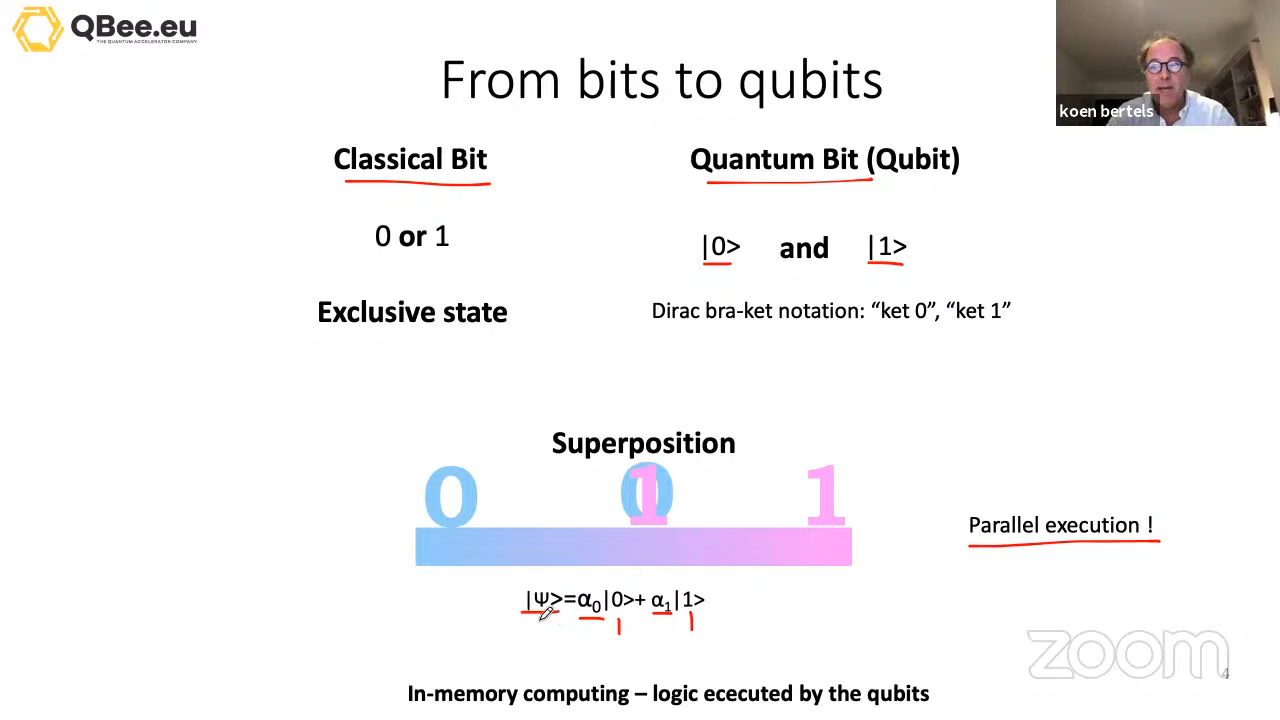 QBee.eu
THE QUANTUM ACCELERATOR COMPANY
koen bertels
From bits to qubits
Classical Bit
Quantum Bit (Qubit)
0 or 1
|0> and |1>
Exclusive state
Dirac bra-ket notation: “ket 0”, “ket 1”
Superposition
0 0 1 1
Parallel execution !
|Ψ>=α₀|0>+ α₁|1>
zoom
4
In-memory computing – logic ececuted by the qubits